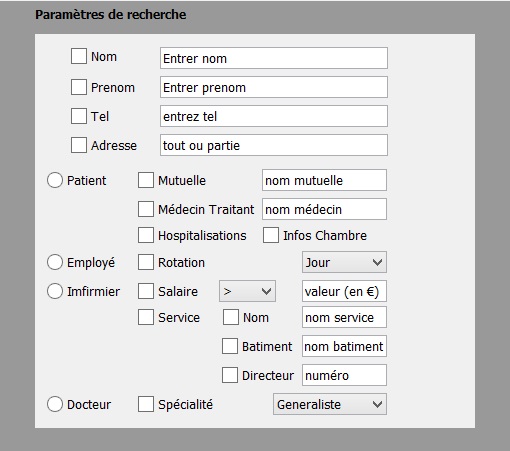 Paramètres de recherche
Nom Entrer nom
Prenom Entrer prenom
Tel entrez tel
Adresse tout ou partie
Patient Mutuelle nom mutuelle
Médecin Traitant nom médecin
Hospitalisations Infos Chambre
Employé Rotation Jour
Imfirmier Salaire > valeur (en €)
Service Nom nom service
Batiment nom batiment
Directeur numéro
Docteur Spécialité Generaliste